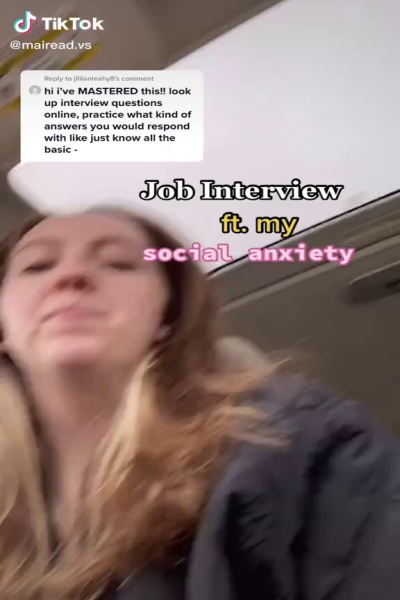 TikTok
@mairead.vs
Reply to jillianleahy8's comment
hi i've MASTERED this!! look
up interview questions
online, practice what kind of
answers you would respond
with like just know all the
basic -
Job Interview
ft. my
social anxiety